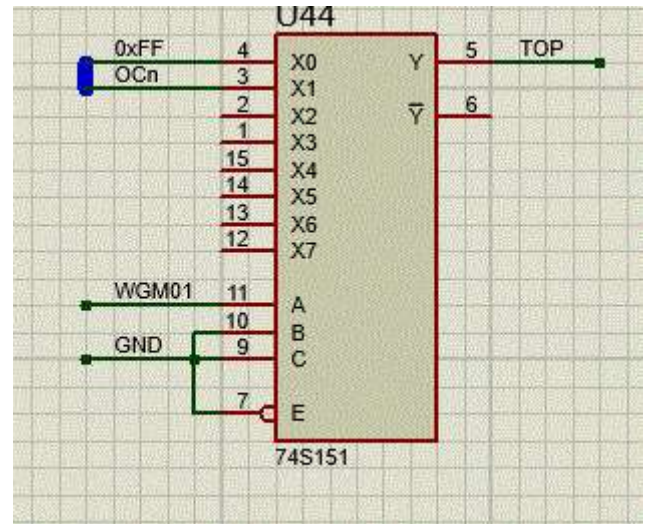 U44
0xFF 4 X0 Y 5 TOP
OCn 3 X1
2 X2 Y 6
1 X3
15 X4
14 X5
13 X6
12 X7
WGM01 11 A
10 B
GND 9 C
7 E
74S151